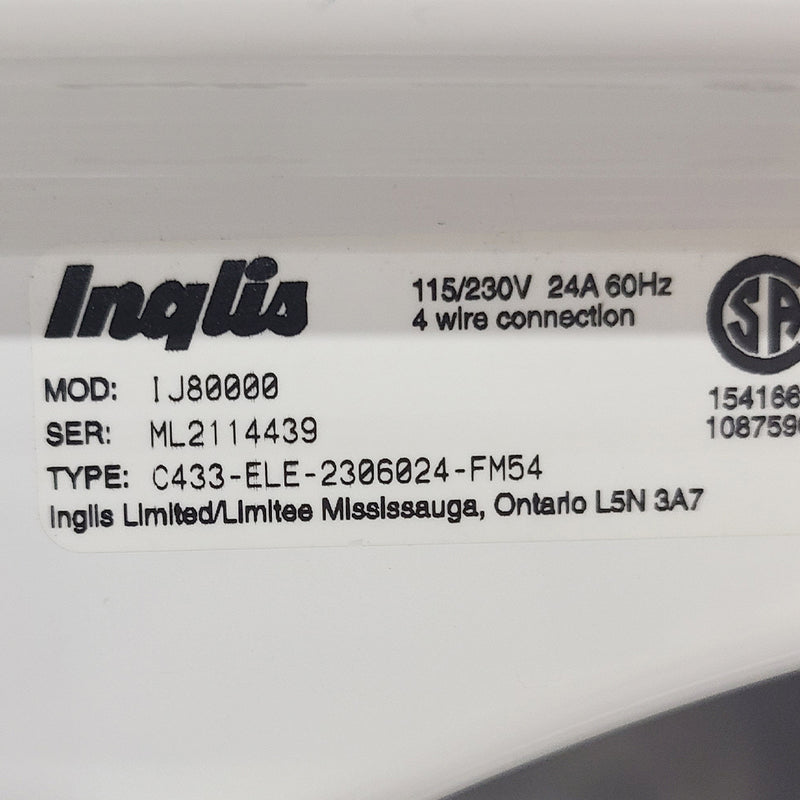 Inglis
115/230V 24A 60Hz
4 wire connection
SA
MOD: IJ80000
SER: ML2114439
TYPE: C433-ELE-2306024-FM54
Inglis Limited/Limitee Mississauga, Ontario L5N 3A7